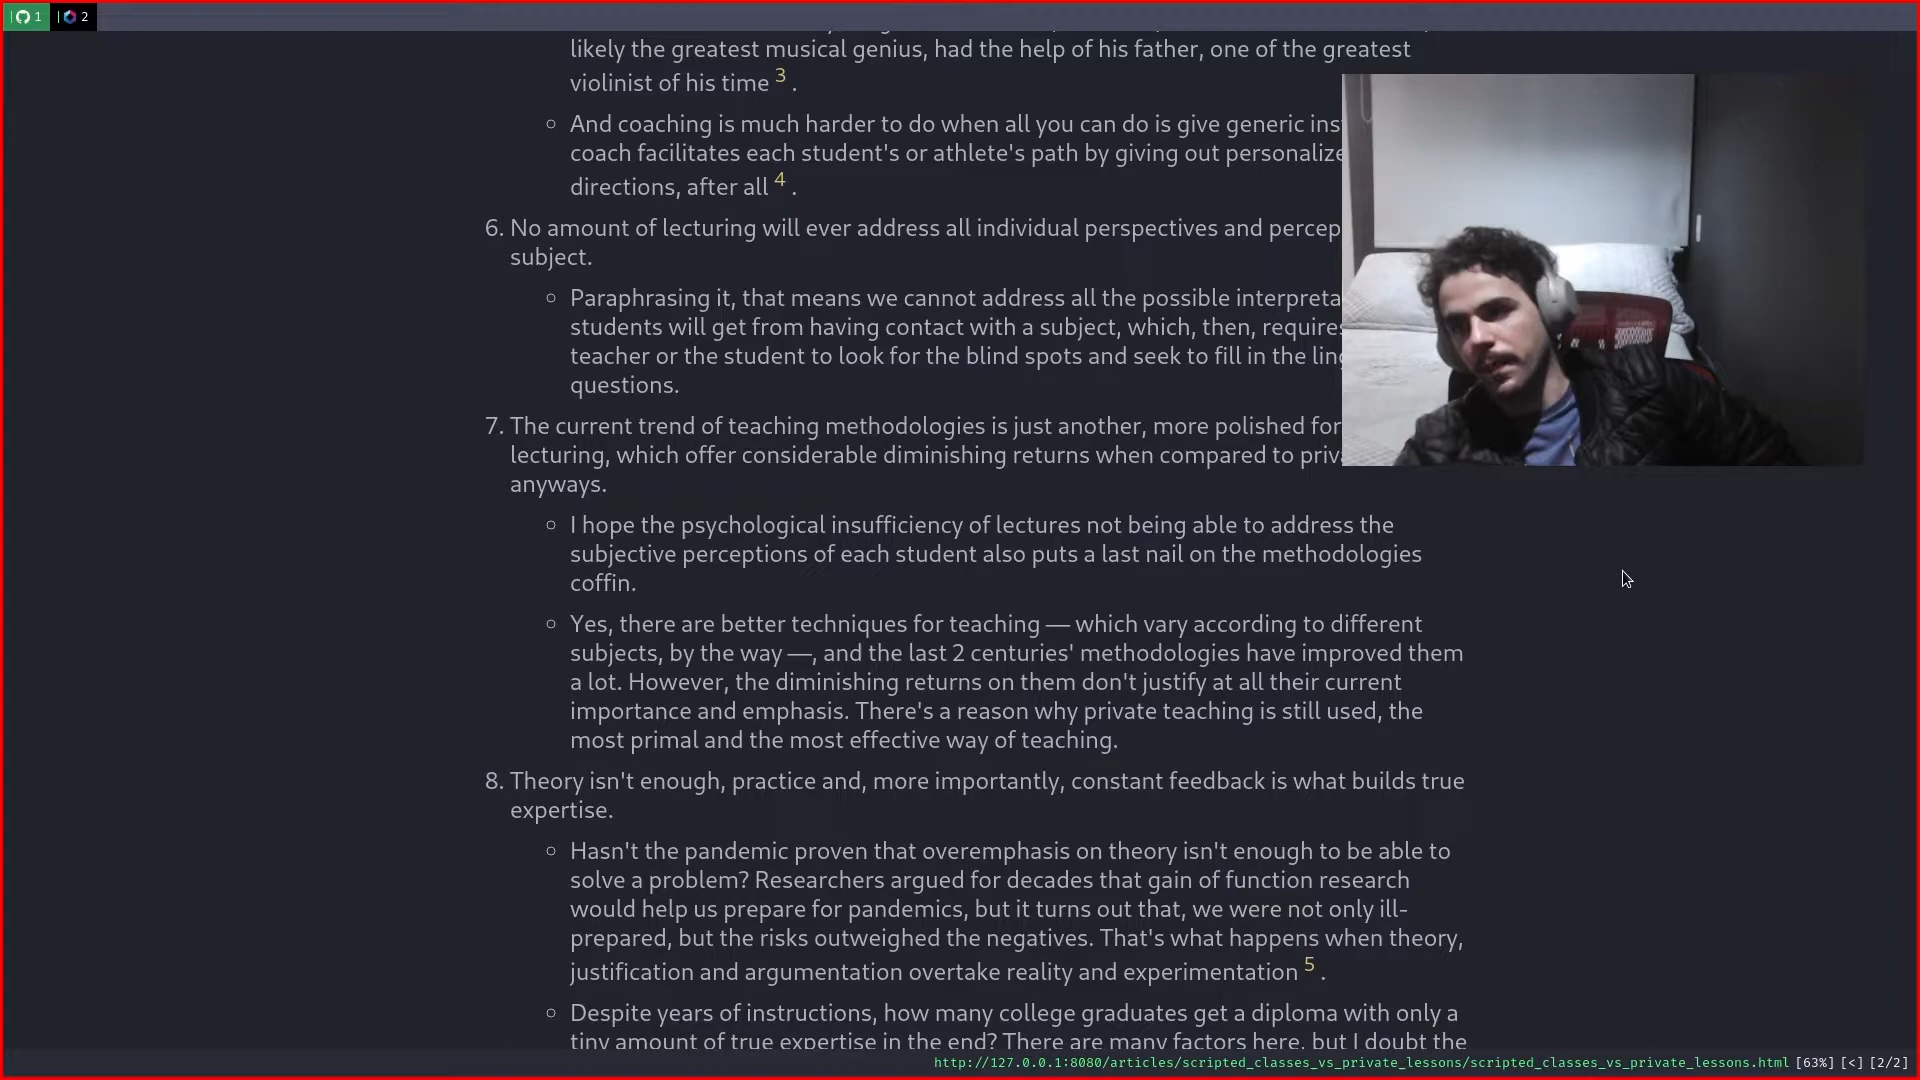 1 2
likely the greatest musical genius, had the help of his father, one of the greatest
violinist of his time 3 .
And coaching is much harder to do when all you can do is give generic
coach facilitates each student's or athlete's path by giving out
directions, after all 4 .
6. No amount of lecturing will ever address all individual perspectives and
subject.
Paraphrasing it, that means we cannot address all the possible
students will get from having contact with a subject, which, then,
teacher or the student to look for the blind spots and seek to fill in the
questions.
7. The current trend of teaching methodologies is just another, more polished
lecturing, which offer considerable diminishing returns when compared to
anyways.
I hope the psychological insufficiency of lectures not being able to address the
subjective perceptions of each student also puts a last nail on the methodologies
coffin.
Yes, there are better techniques for teaching — which vary according to different
subjects, by the way —, and the last 2 centuries' methodologies have improved them
a lot. However, the diminishing returns on them don't justify at all their current
importance and emphasis. There's a reason why private teaching is still used, the
most primal and the most effective way of teaching.
8. Theory isn't enough, practice and, more importantly, constant feedback is what builds true
expertise.
Hasn't the pandemic proven that overemphasis on theory isn't enough to be able to
solve a problem? Researchers argued for decades that gain of function research
would help us prepare for pandemics, but it turns out that, we were not only ill-
prepared, but the risks outweighed the negatives. That's what happens when theory,
justification and argumentation overtake reality and experimentation 5 .
Despite years of instructions, how many college graduates get a diploma with only a
tiny amount of true expertise in the end? There are many factors here, but I doubt the
http://127.0.0.1:8080/articles/scripted_classes_vs_private_lessons/scripted_classes_vs_private_lessons.html [63%] [<] [2/2]